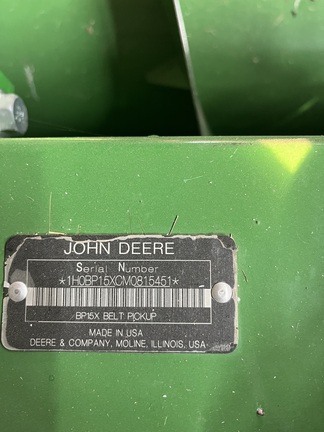 JOHN DEERE
Serial Number
*1H0BP15XCM0815451*
BP15X BELT PICKUP
MADE IN USA
DEERE & COMPANY, MOLINE, ILLINOIS, USA